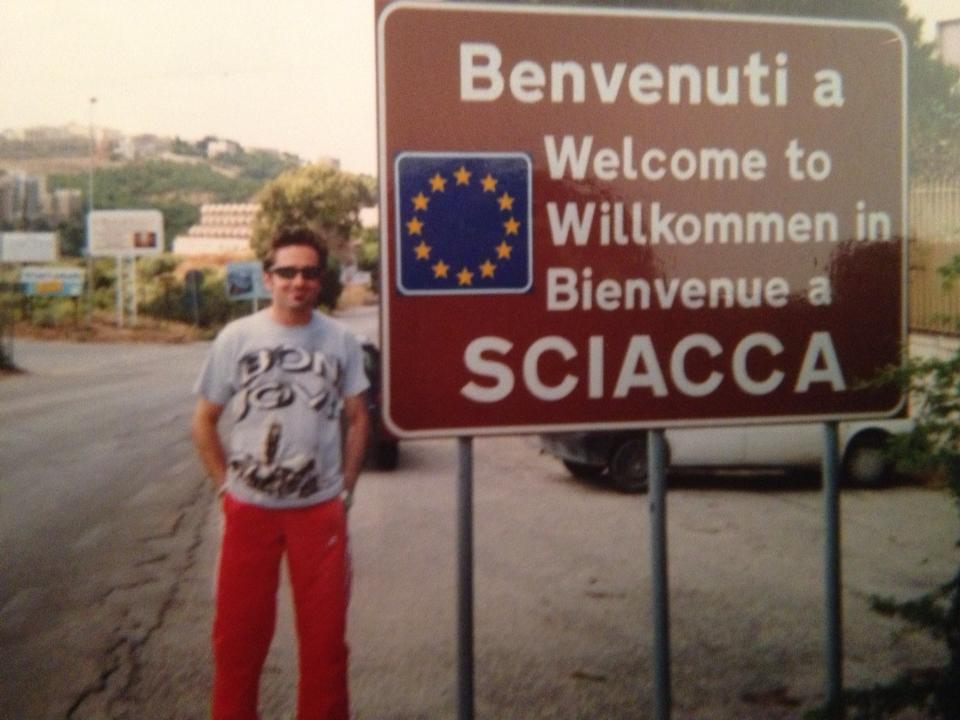 Benvenuti a
Welcome to
Willkommen in
Bienvenue a
SCIACCA
BON
JOVI